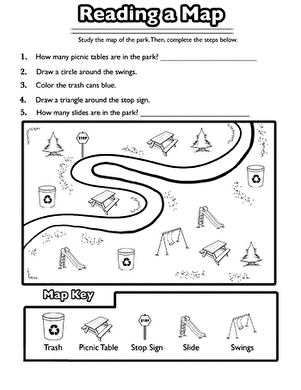 Reading a Map
Study the map of the park. Then, complete the steps below.
1. How many picnic tables are in the park?
2. Draw a circle around the swings.
3. Color the trash cans blue.
4. Draw a triangle around the stop sign.
5. How many slides are in the park?
STOP
Map Key
STOP
Trash Picnic Table Stop Sign Slide Swings